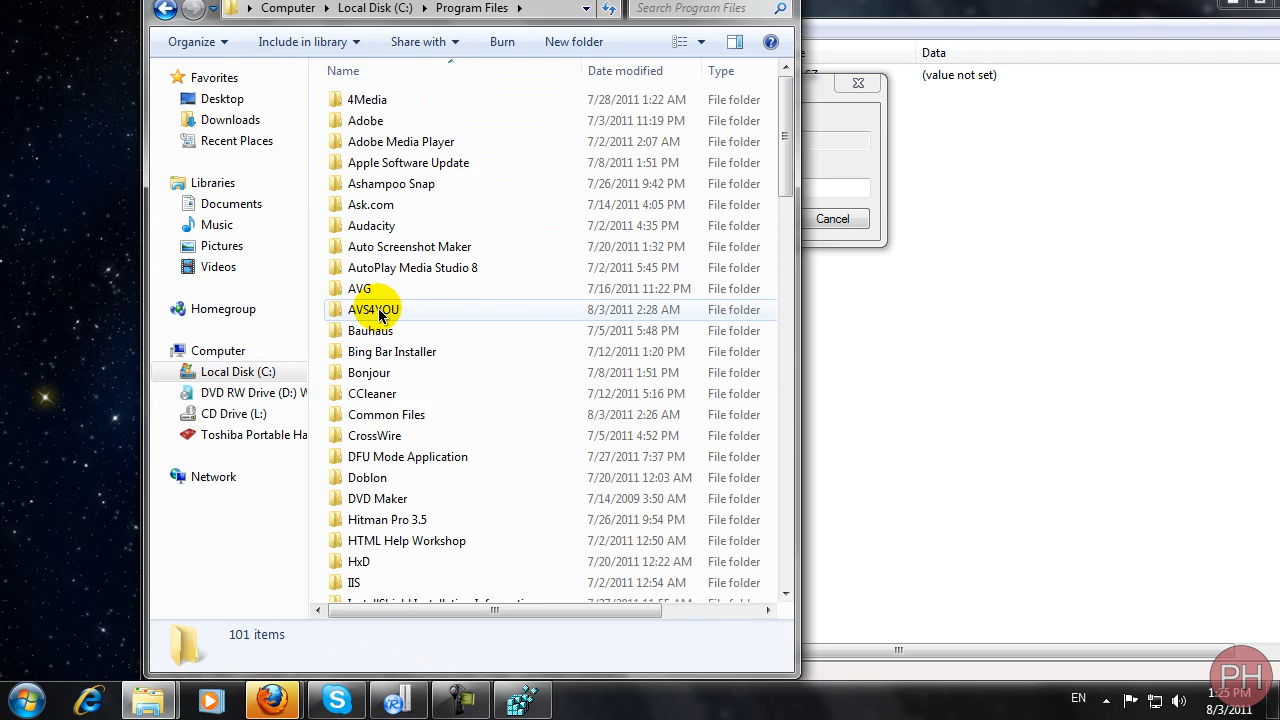 Computer Local Disk (C:) Program Files Search Program Files
Organize Include in library Share with Burn New folder
Name Date modified Type
4Media 7/28/2011 1:22 AM File folder
Adobe 7/3/2011 11:19 PM File folder
Adobe Media Player 7/2/2011 2:07 AM File folder
Apple Software Update 7/8/2011 1:51 PM File folder
Ashampoo Snap 7/26/2011 9:42 PM File folder
Ask.com 7/14/2011 4:05 PM File folder
Audacity 7/2/2011 4:35 PM File folder
Auto Screenshot Maker 7/20/2011 1:32 PM File folder
AutoPlay Media Studio 8 7/2/2011 5:45 PM File folder
AVG 7/16/2011 11:22 PM File folder
AVS4YOU 8/3/2011 2:28 AM File folder
Bauhaus 7/5/2011 5:48 PM File folder
Bing Bar Installer 7/12/2011 1:20 PM File folder
Bonjour 7/8/2011 1:51 PM File folder
CCleaner 7/12/2011 5:16 PM File folder
Common Files 8/3/2011 2:26 AM File folder
CrossWire 7/5/2011 4:52 PM File folder
DFU Mode Application 7/27/2011 7:37 PM File folder
Doblon 7/20/2011 12:03 AM File folder
DVD Maker 7/14/2009 3:50 AM File folder
Hitman Pro 3.5 7/26/2011 9:54 PM File folder
HTML Help Workshop 7/2/2011 12:50 AM File folder
HxD 7/20/2011 12:22 AM File folder
IIS 7/2/2011 12:54 AM File folder
Favorites
Desktop
Downloads
Recent Places
Libraries
Documents
Music
Pictures
Videos
Homegroup
Computer
Local Disk (C:)
DVD RW Drive (D:) W
CD Drive (L:)
Toshiba Portable Ha
Network
101 items
Data
(value not set)
Cancel
EN
1:25 PM
8/3/2011
PH